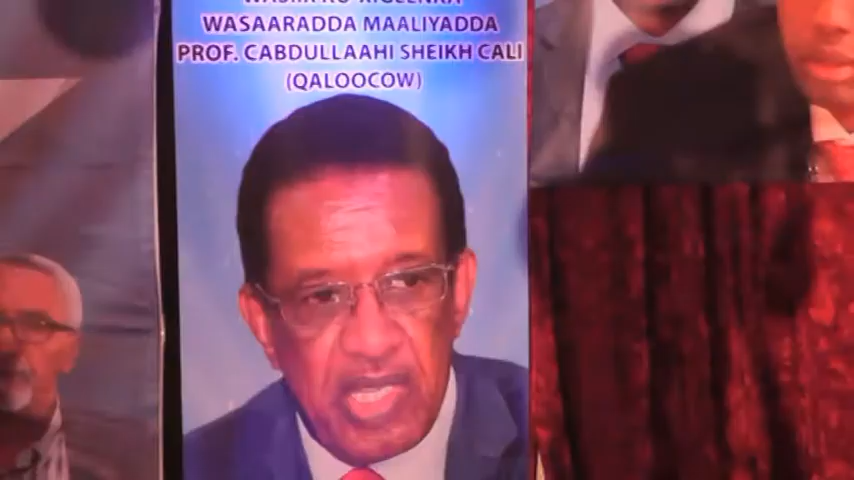 WASAARADDA MAALIYADDA
PROF. CABDULLAAHI SHEIKH CALI
(QALOOCOW)